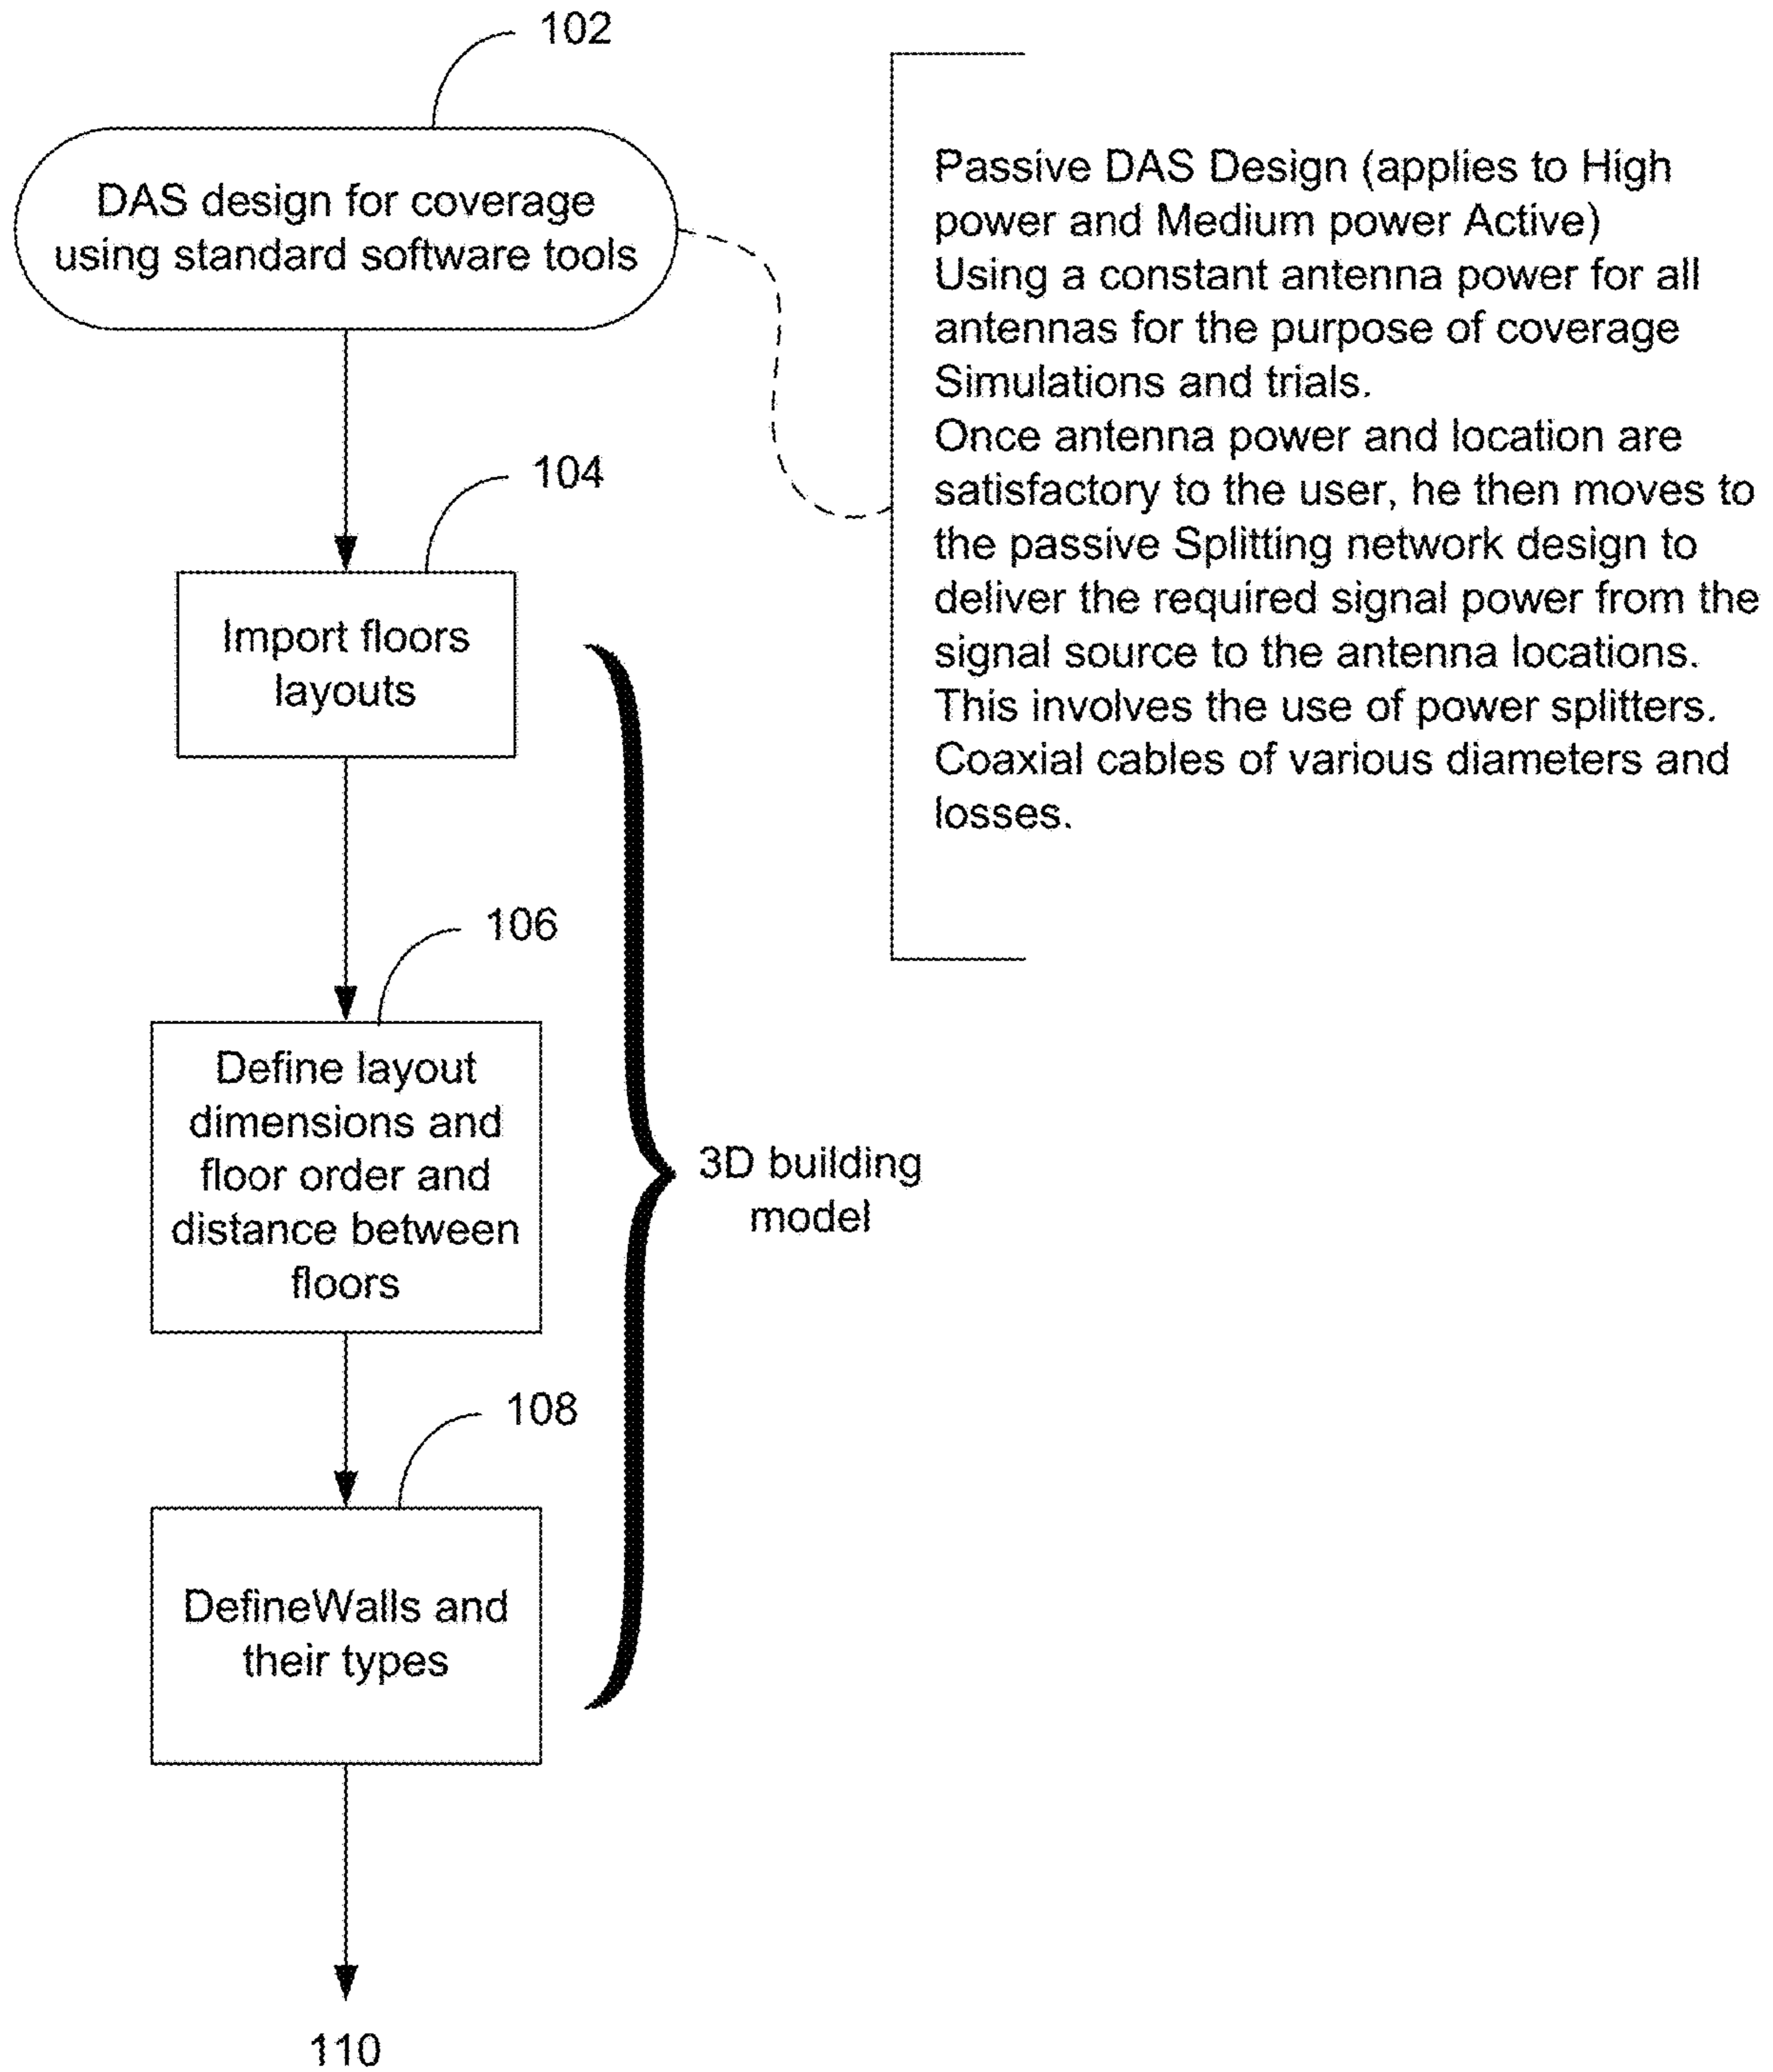 102
DAS design for coverage
using standard software tools
Passive DAS Design (applies to High
power and Medium power Active)
Using a constant antenna power for all
antennas for the purpose of coverage
Simulations and trials.
Once antenna power and location are
satisfactory to the user, he then moves to
the passive Splitting network design to
deliver the required signal power from the
signal source to the antenna locations.
This involves the use of power splitters.
Coaxial cables of various diameters and
losses.
104
Import floors
layouts
106
Define layout
dimensions and
floor order and
distance between
floors
3D building
model
108
DefineWalls and
their types
110